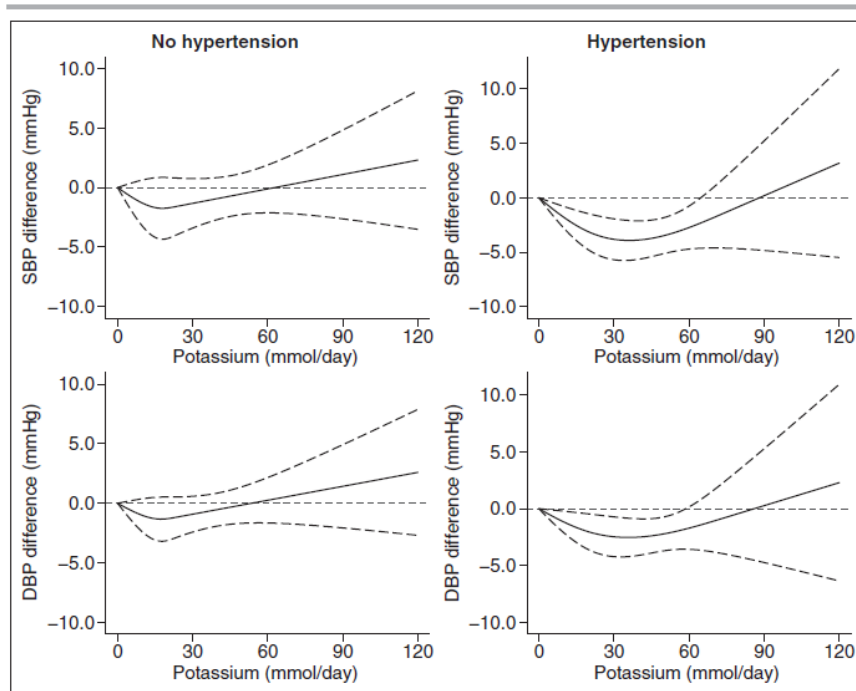 No hypertension
Hypertension
10.0
5.0
0.0
−5.0
−10.0
SBP difference (mmHg)
0 30 60 90 120
Potassium (mmol/day)
10.0
5.0
0.0
−5.0
−10.0
SBP difference (mmHg)
0 30 60 90 120
Potassium (mmol/day)
10.0
5.0
0.0
−5.0
−10.0
DBP difference (mmHg)
0 30 60 90 120
Potassium (mmol/day)
10.0
5.0
0.0
−5.0
−10.0
DBP difference (mmHg)
0 30 60 90 120
Potassium (mmol/day)